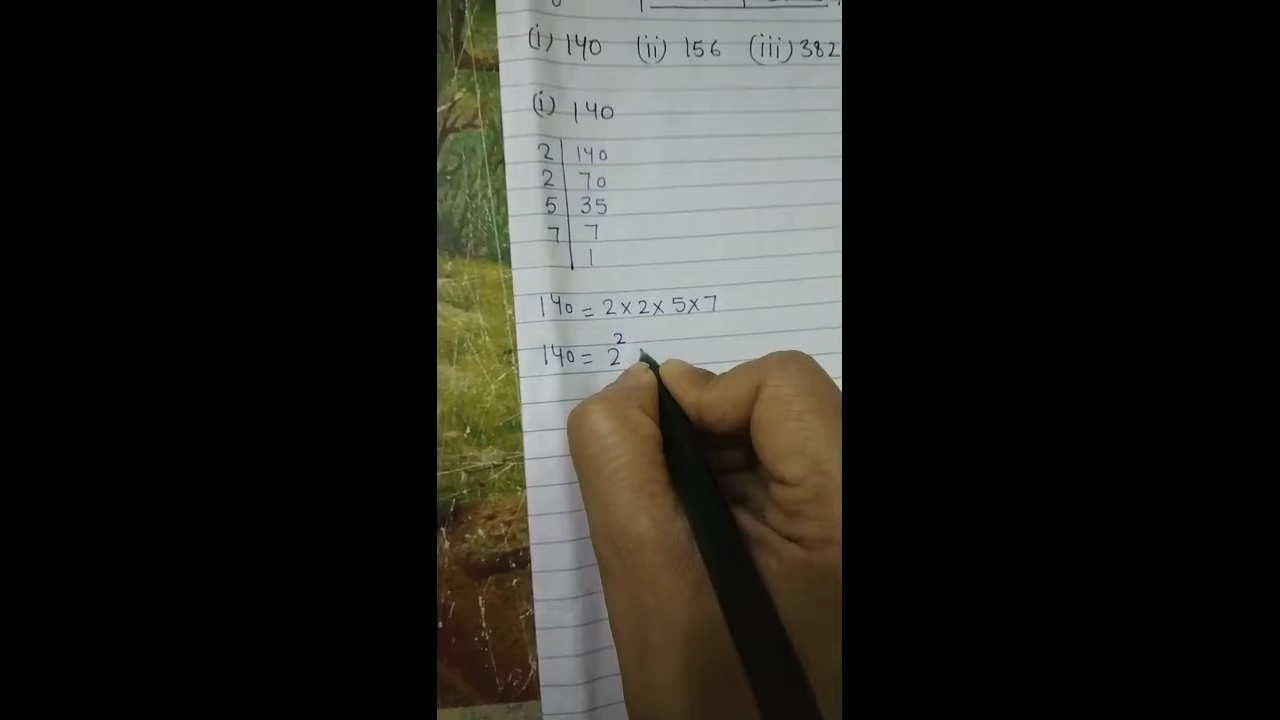 (i) 140 (ii) 156 (iii) 382
(i) 140
2 | 140
2 | 70
5 | 35
7 | 7
1
140 = 2 x 2 x 5 x 7
140 = 2²